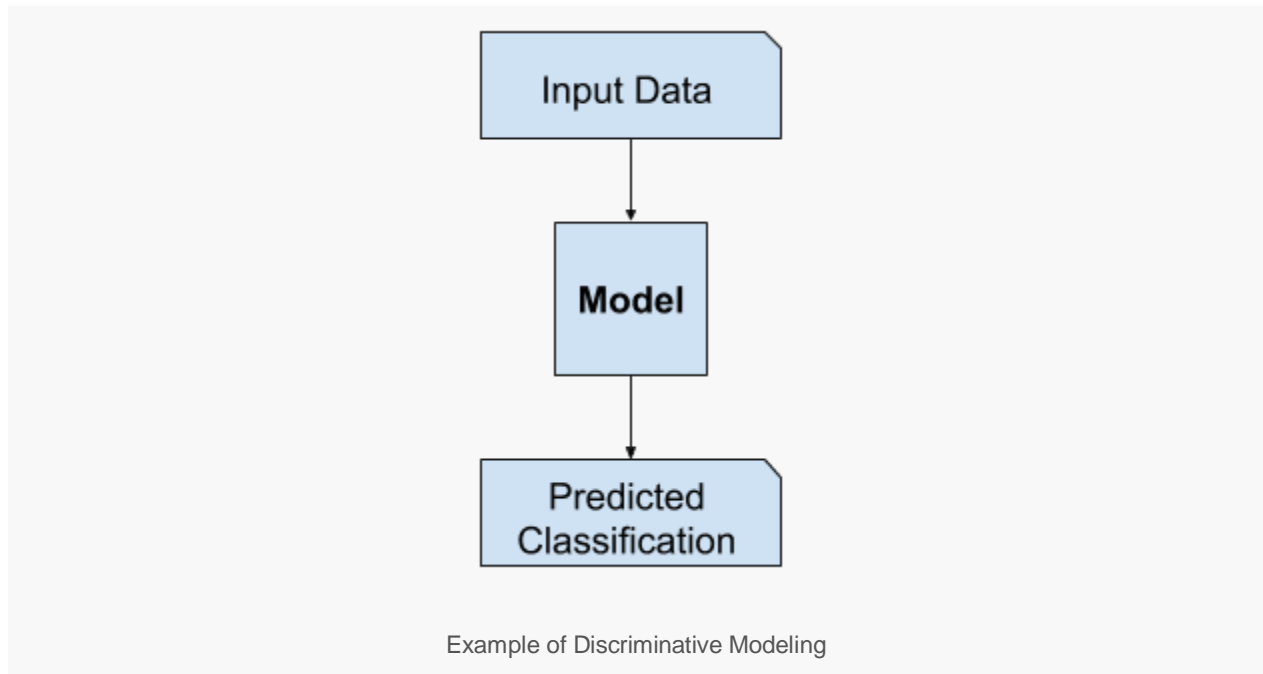 Input Data
Model
Predicted
Classification
Example of Discriminative Modeling